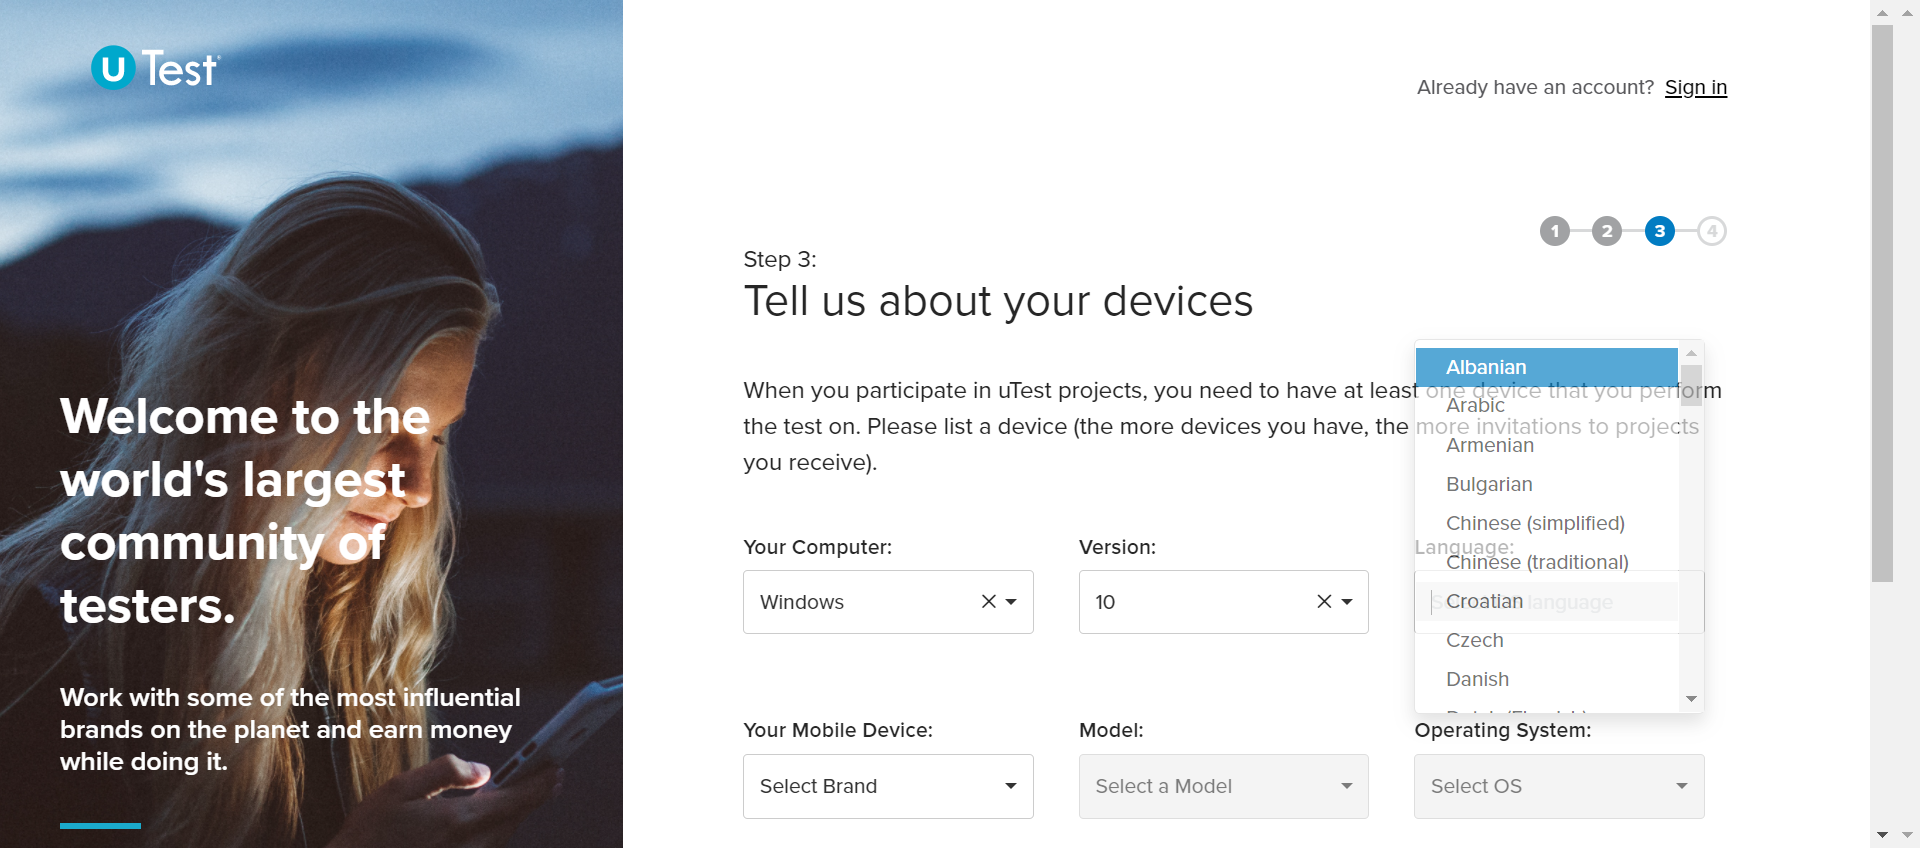 u Test
Already have an account? Sign in
1 2 3 4
Step 3:
Tell us about your devices
When you participate in uTest projects, you need to have at least one device that you perform
the test on. Please list a device (the more devices you have, the more invitations to projects
you receive).
Welcome to the
world's largest
community of
testers.
Work with some of the most influential
brands on the planet and earn money
while doing it.
Your Computer:
Windows
Version:
10
Language:
language
Albanian
Arabic
Armenian
Bulgarian
Chinese (simplified)
Chinese (traditional)
Croatian
Czech
Danish
Your Mobile Device:
Select Brand
Model:
Select a Model
Operating System:
Select OS